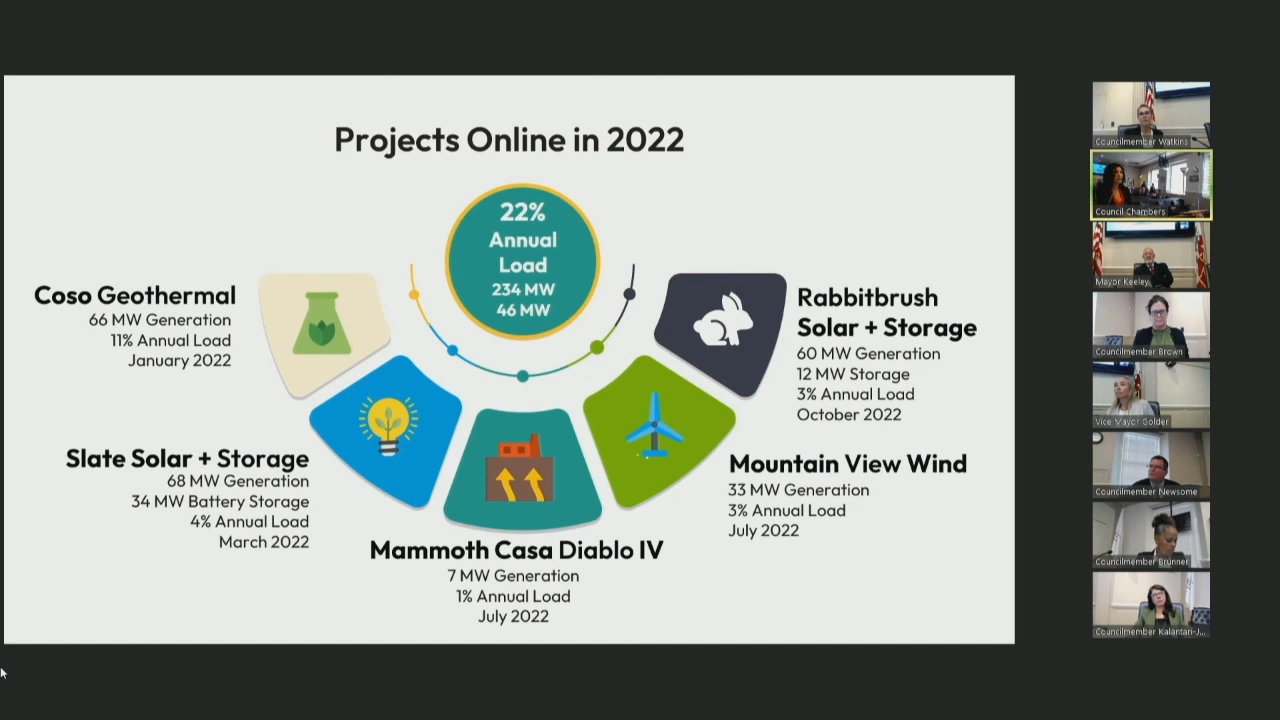 Projects Online in 2022
22%
Annual
Load
234 MW
46 MW
Coso Geothermal
66 MW Generation
11% Annual Load
January 2022
Slate Solar + Storage
68 MW Generation
34 MW Battery Storage
4% Annual Load
March 2022
Mammoth Casa Diablo IV
7 MW Generation
1% Annual Load
July 2022
Mountain View Wind
33 MW Generation
3% Annual Load
July 2022
Rabbitbrush
Solar + Storage
60 MW Generation
12 MW Storage
3% Annual Load
October 2022
Councilmember Watkins
Council Chambers
Mayor Keeley
Councilmember Brown
Vice Mayor Golder
Councilmember Newsome
Councilmember Brunner
Councilmember Kalantari-J...